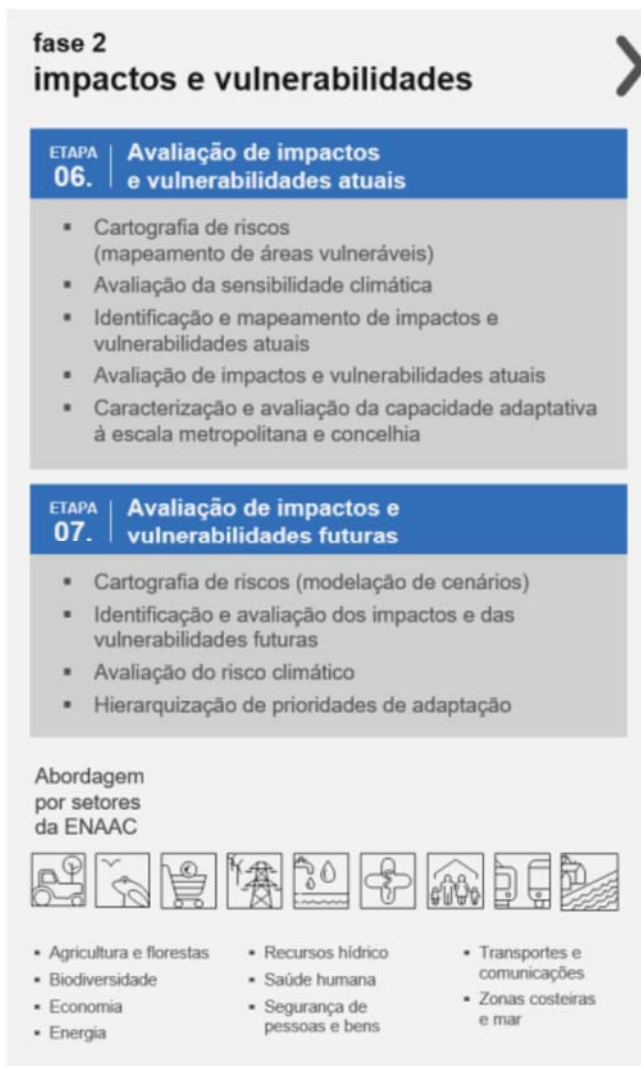 fase 2
impactos e vulnerabilidades
ETAPA
06.
Avaliação de impactos
e vulnerabilidades atuais
▪ Cartografia de riscos
(mapeamento de áreas vulneráveis)
▪ Avaliação da sensibilidade climática
▪ Identificação e mapeamento de impactos e
vulnerabilidades atuais
▪ Avaliação de impactos e vulnerabilidades atuais
▪ Caracterização e avaliação da capacidade adaptativa
à escala metropolitana e concelhia
ETAPA
07.
Avaliação de impactos e
vulnerabilidades futuras
▪ Cartografia de riscos (modelação de cenários)
▪ Identificação e avaliação dos impactos e das
vulnerabilidades futuras
▪ Avaliação do risco climático
▪ Hierarquização de prioridades de adaptação
Abordagem
por setores
da ENAAC
€
▪ Agricultura e florestas
▪ Biodiversidade
▪ Economia
▪ Energia
▪ Recursos hídrico
▪ Saúde humana
▪ Segurança de
pessoas e bens
▪ Transportes e
comunicações
▪ Zonas costeiras
e mar